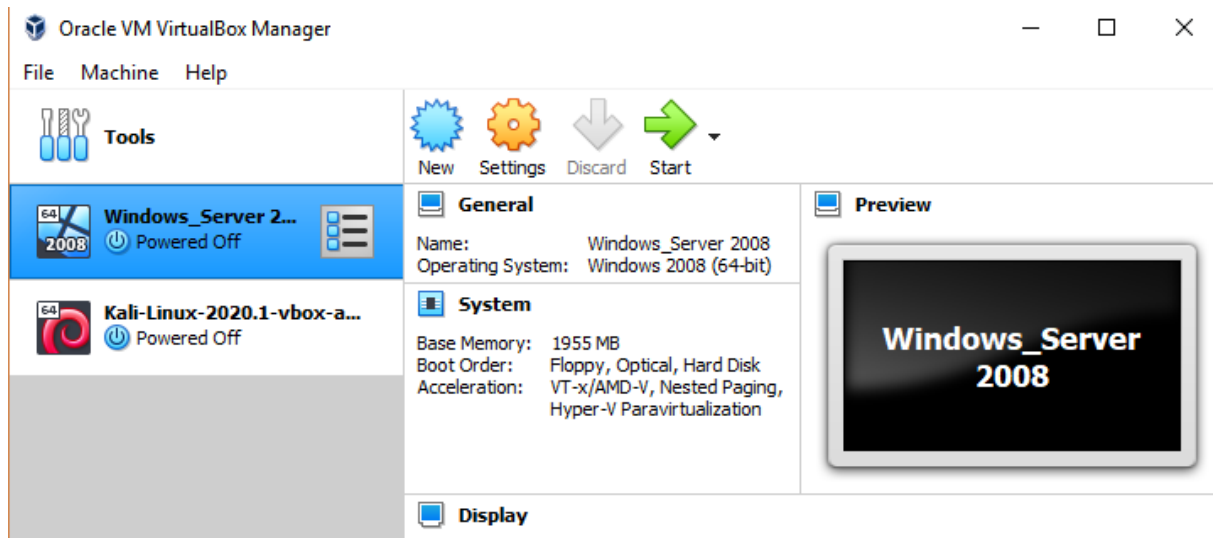 Oracle VM VirtualBox Manager
File Machine Help
Tools
New Settings Discard Start
64
2008
Windows_Server 2...
Powered Off
64
Kali-Linux-2020.1-vbox-a...
Powered Off
General
Name: Windows_Server 2008
Operating System: Windows 2008 (64-bit)
System
Base Memory: 1955 MB
Boot Order: Floppy, Optical, Hard Disk
Acceleration: VT-x/AMD-V, Nested Paging,
Hyper-V Paravirtualization
Display
Preview
Windows_Server
2008